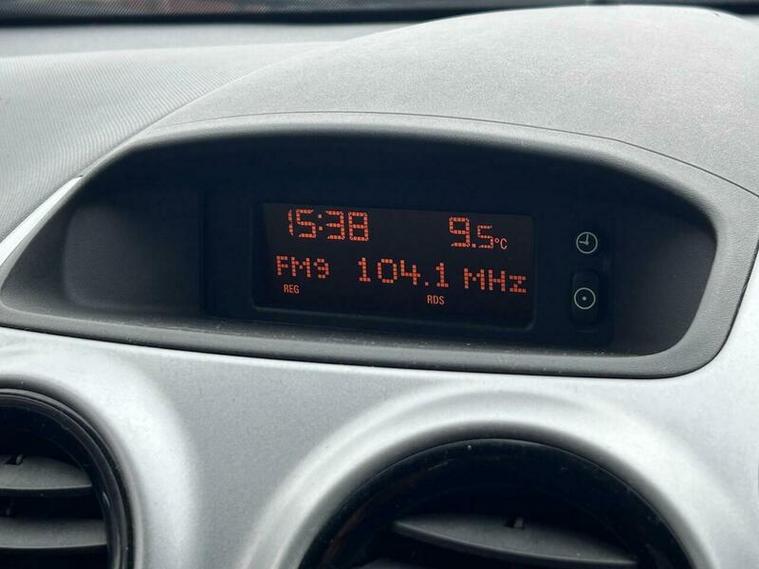 15:38 9.5°C
FM9 104.1 MHz
REG RDS